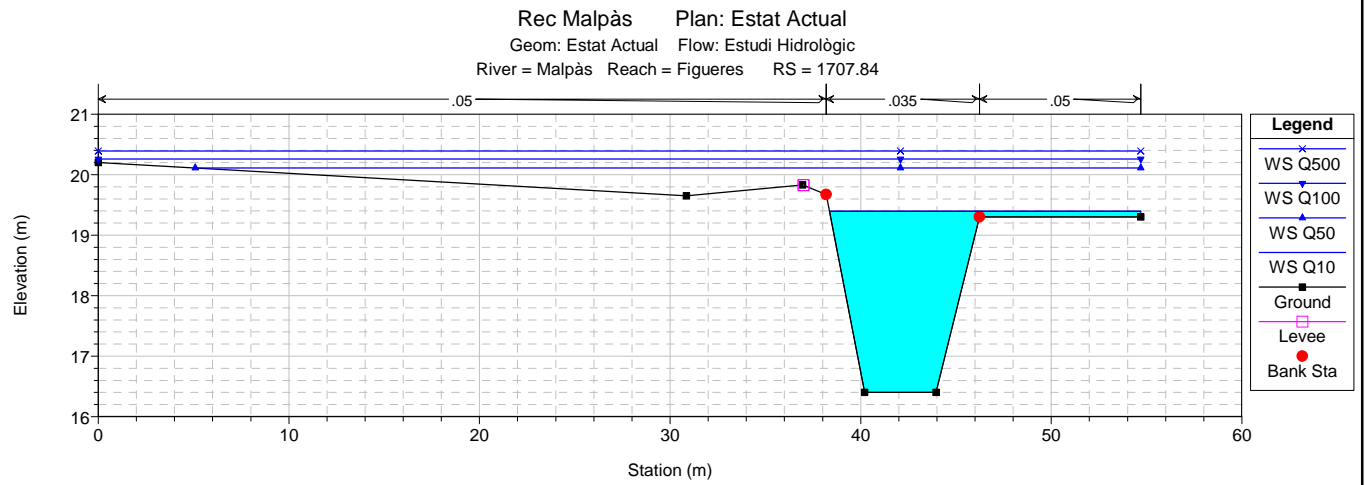 Rec Malpàs Plan: Estat Actual
Geom: Estat Actual Flow: Estudi Hidrològic
River = Malpàs Reach = Figueres RS = 1707.84
.05 .035 .05
21
20
19
18
17
16
0 10 20 30 40 50 60
Elevation (m)
Station (m)
Legend
WS Q500
WS Q100
WS Q50
WS Q10
Ground
Levee
Bank Sta